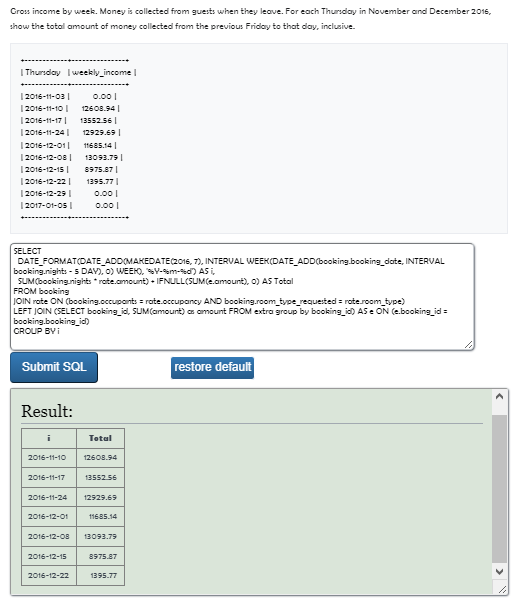 Gross income by week. Money is collected from guests when they leave. For each Thursday in November and December 2016,
show the total amount of money collected from the previous Friday to that day, inclusive.
+------------+---------------+
| Thursday | weekly_income |
+------------+---------------+
| 2016-11-03 | 0.00 |
| 2016-11-10 | 12608.94 |
| 2016-11-17 | 13552.56 |
| 2016-11-24 | 12929.69 |
| 2016-12-01 | 11685.14 |
| 2016-12-08 | 13093.79 |
| 2016-12-15 | 8975.87 |
| 2016-12-22 | 1395.77 |
| 2016-12-29 | 0.00 |
| 2017-01-05 | 0.00 |
+------------+---------------+
SELECT
DATE_FORMAT(DATE_ADD(MAKEDATE(2016, 7), INTERVAL WEEK(DATE_ADD(booking.booking_date, INTERVAL
booking.nights - 5 DAY), 0) WEEK), '%Y-%m-%d') AS i,
SUM(booking.nights * rate.amount) + IFNULL(SUM(e.amount), 0) AS Total
FROM booking
JOIN rate ON (booking.occupants = rate.occupancy AND booking.room_type_requested = rate.room_type)
LEFT JOIN (SELECT booking_id, SUM(amount) as amount FROM extra group by booking_id) AS e ON (e.booking_id =
booking.booking_id)
GROUP BY i
Submit SQL restore default
Result:
i Total
2016-11-10 12608.94
2016-11-17 13552.56
2016-11-24 12929.69
2016-12-01 11685.14
2016-12-08 13093.79
2016-12-15 8975.87
2016-12-22 1395.77